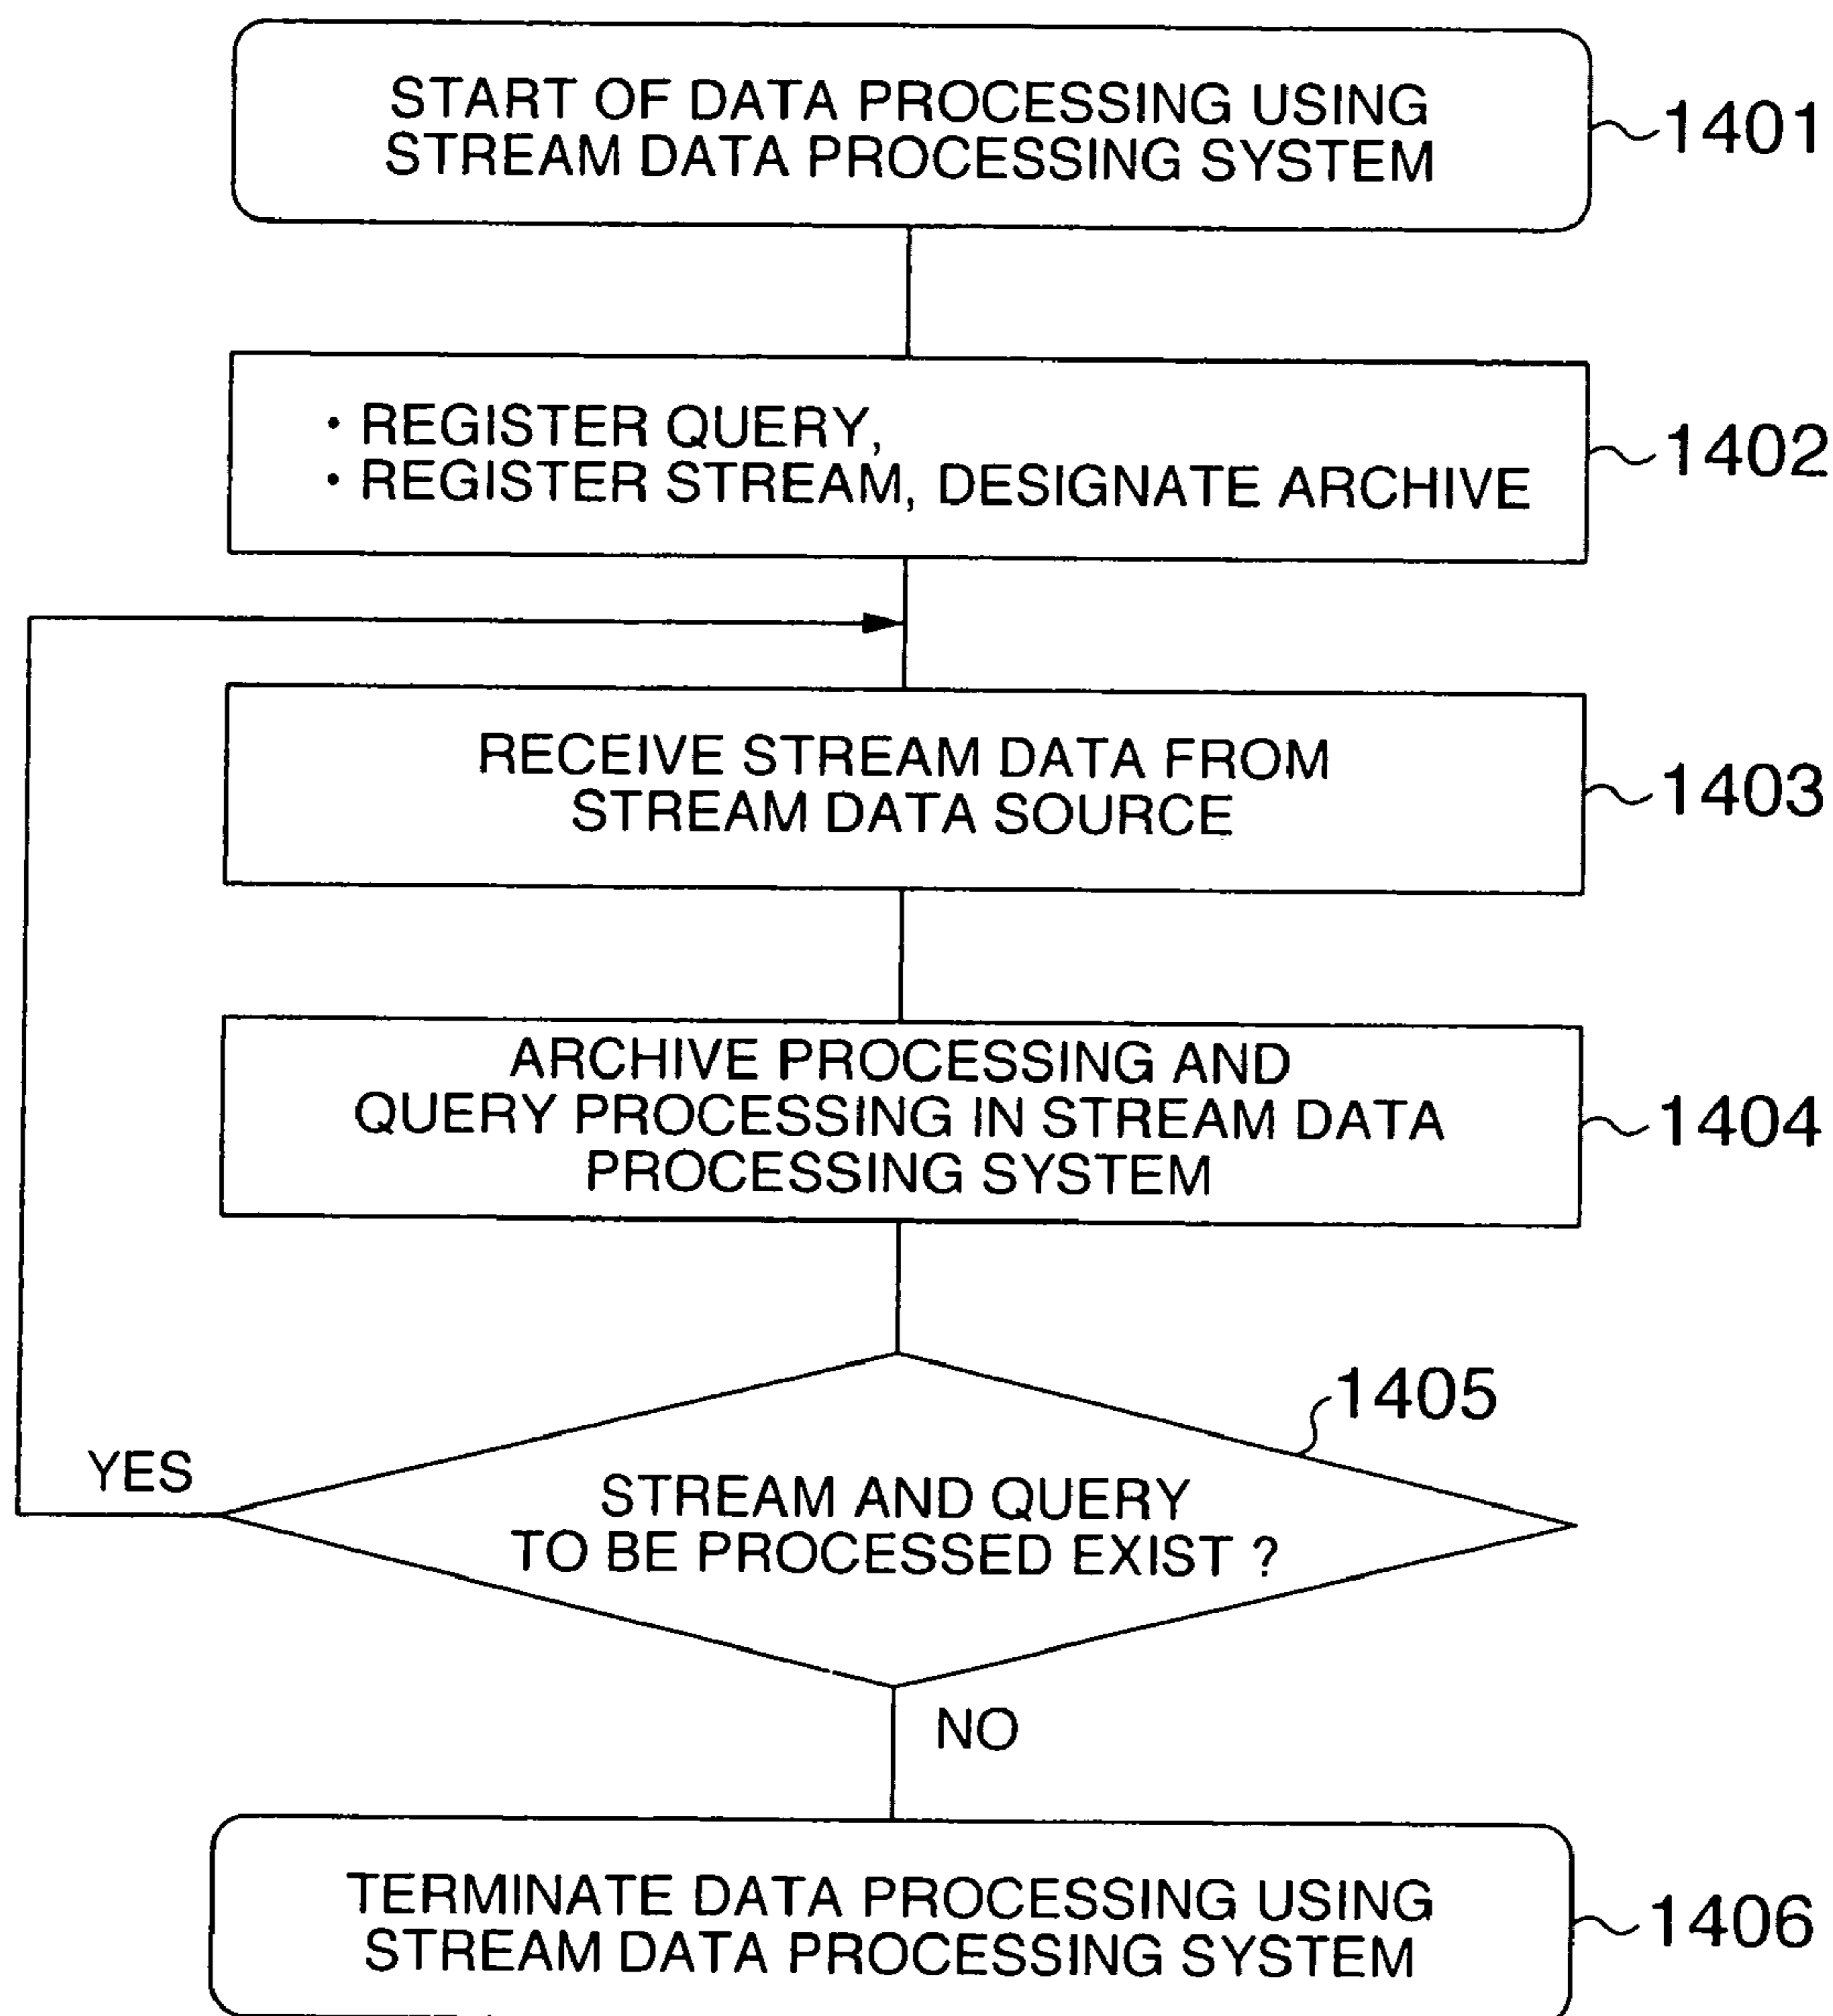 START OF DATA PROCESSING USING
STREAM DATA PROCESSING SYSTEM
1401
• REGISTER QUERY,
• REGISTER STREAM, DESIGNATE ARCHIVE
1402
RECEIVE STREAM DATA FROM
STREAM DATA SOURCE
1403
ARCHIVE PROCESSING AND
QUERY PROCESSING IN STREAM DATA
PROCESSING SYSTEM
1404
1405
YES
STREAM AND QUERY
TO BE PROCESSED EXIST ?
NO
TERMINATE DATA PROCESSING USING
STREAM DATA PROCESSING SYSTEM
1406